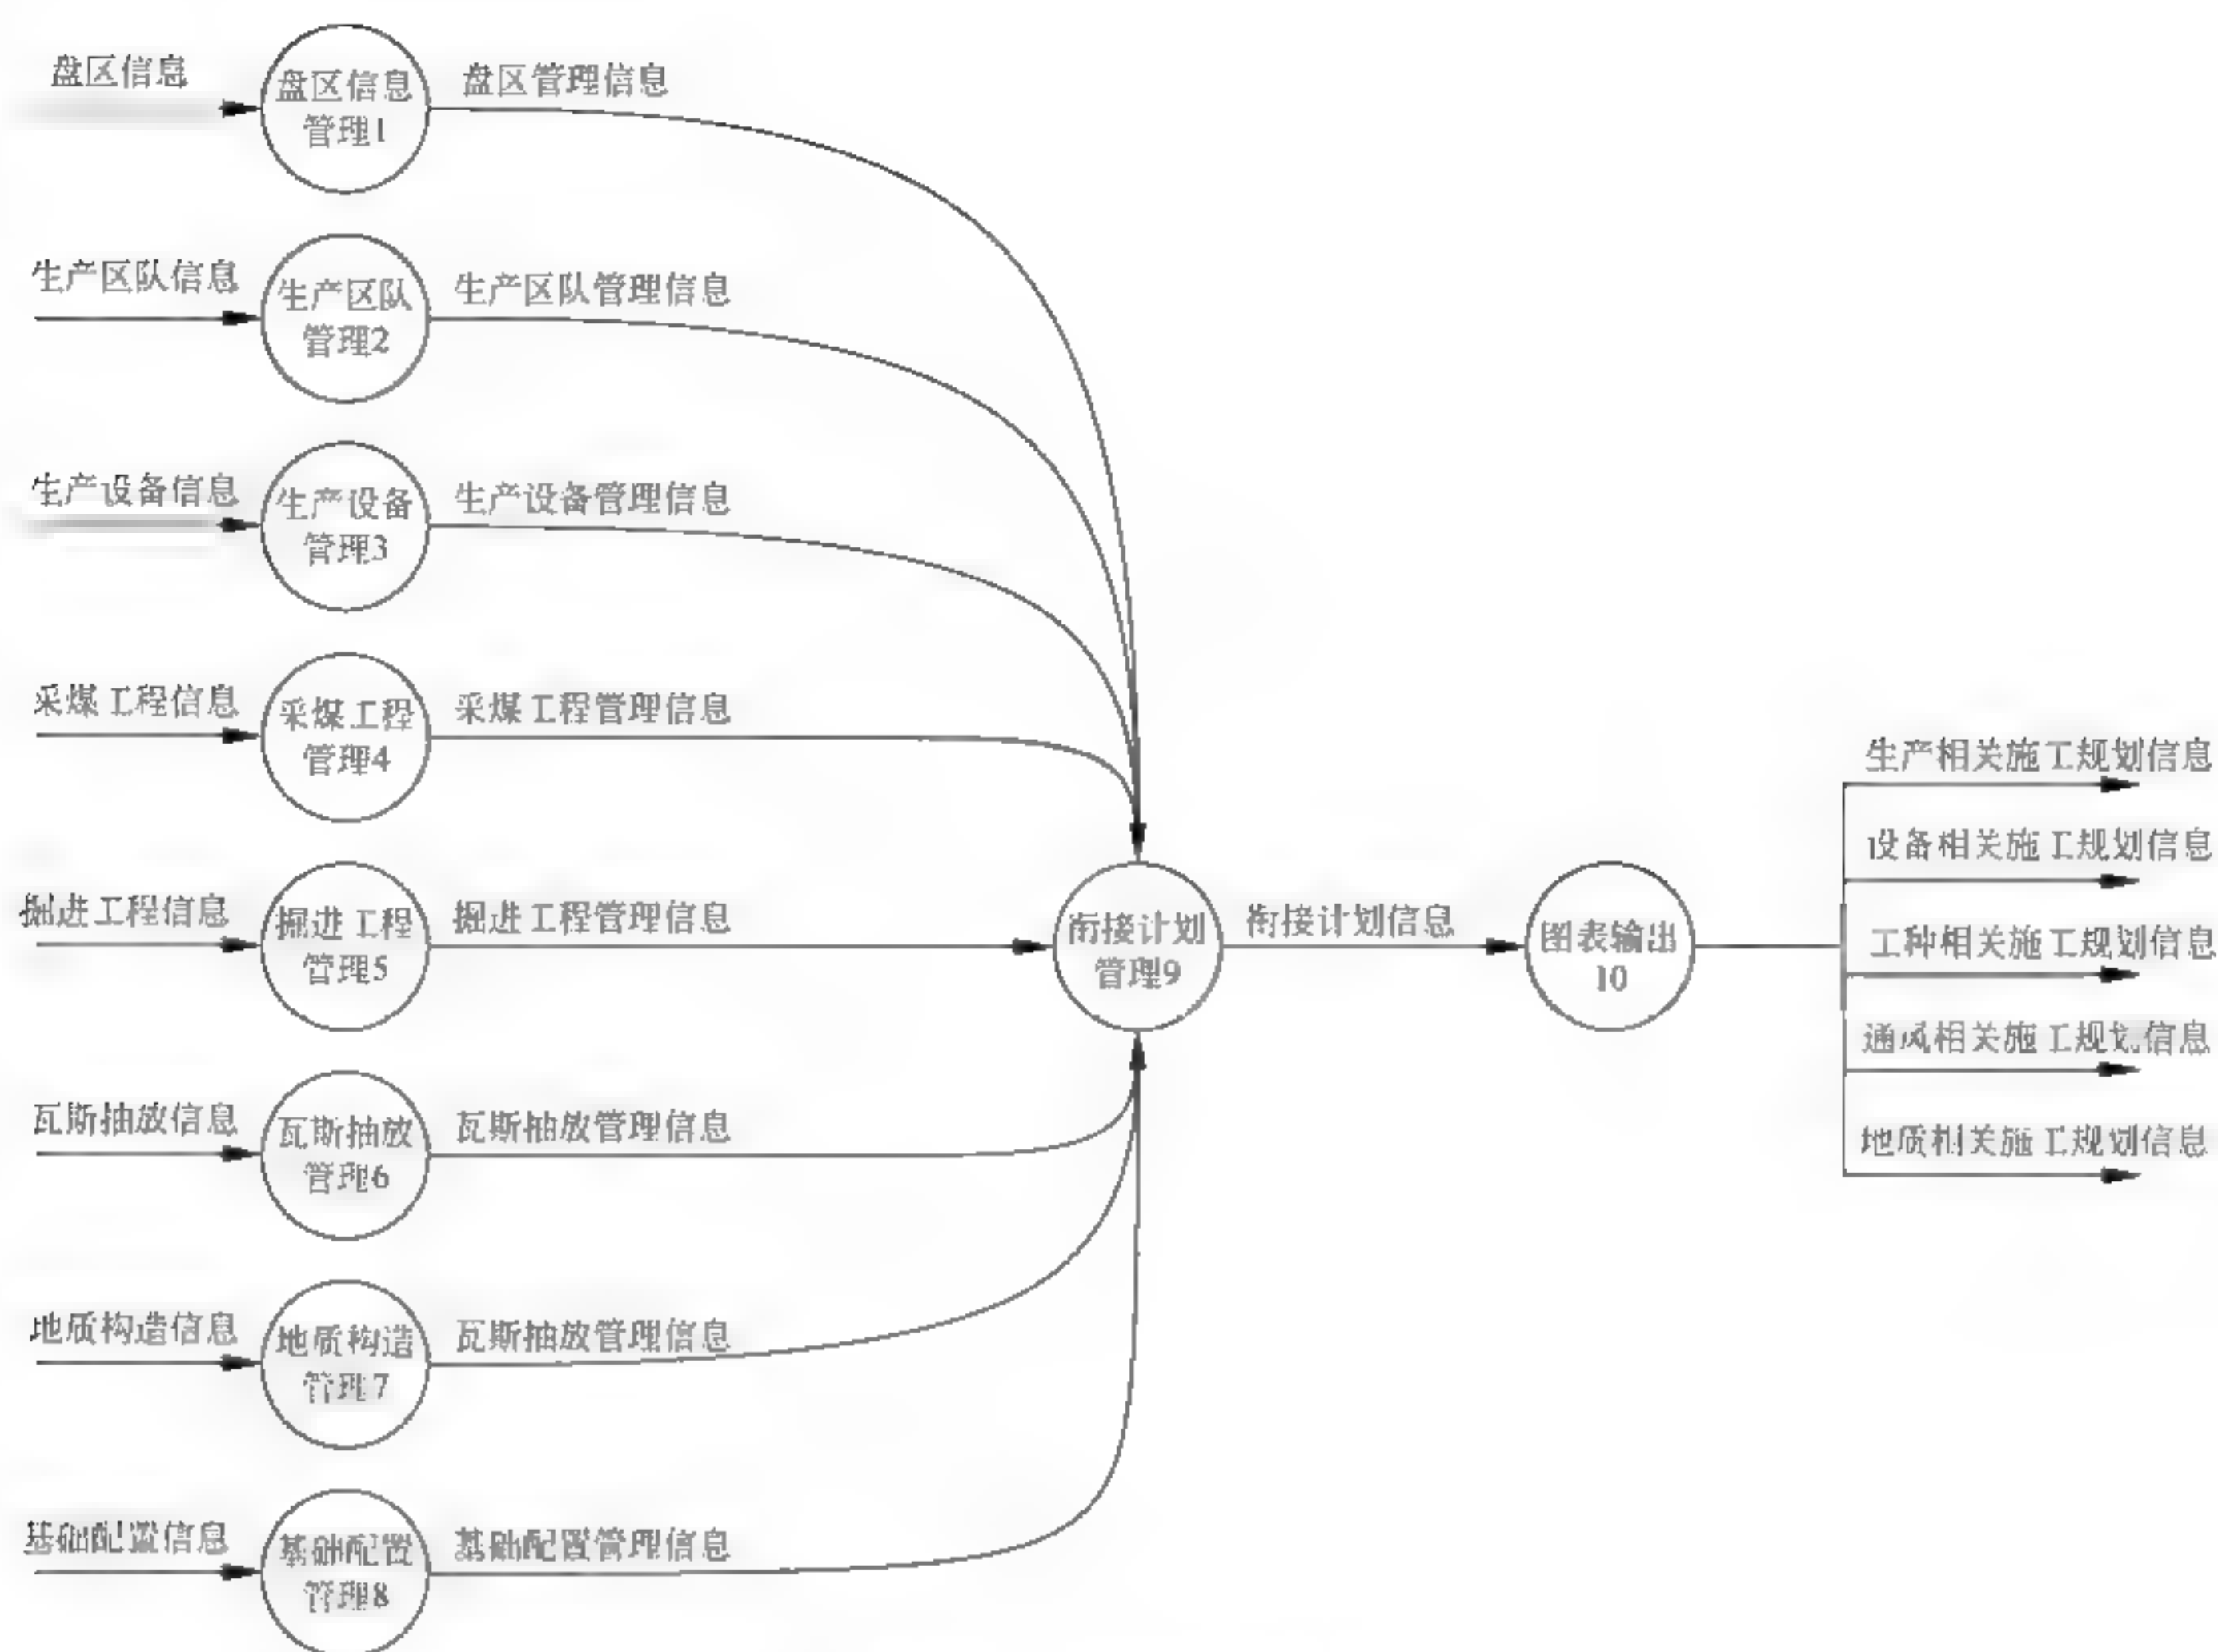 盘区信息
盘区信息
管理1
盘区管理信息
生产区队信息
生产区队
管理2
生产区队管理信息
生产设备信息
生产设备
管理3
生产设备管理信息
采煤工程信息
采煤工程
管理4
采煤工程管理信息
掘进工程信息
掘进工程
管理5
掘进工程管理信息
瓦斯抽放信息
瓦斯抽放
管理6
瓦斯抽放管理信息
地质构造信息
地质构造
管理7
瓦斯抽放管理信息
基础配置信息
基础配置
管理8
基础配置管理信息
衔接计划
管理9
衔接计划信息
图表输出
10
生产相关施工规划信息
设备相关施工规划信息
工种相关施工规划信息
通风相关施工规划信息
地质相关施工规划信息